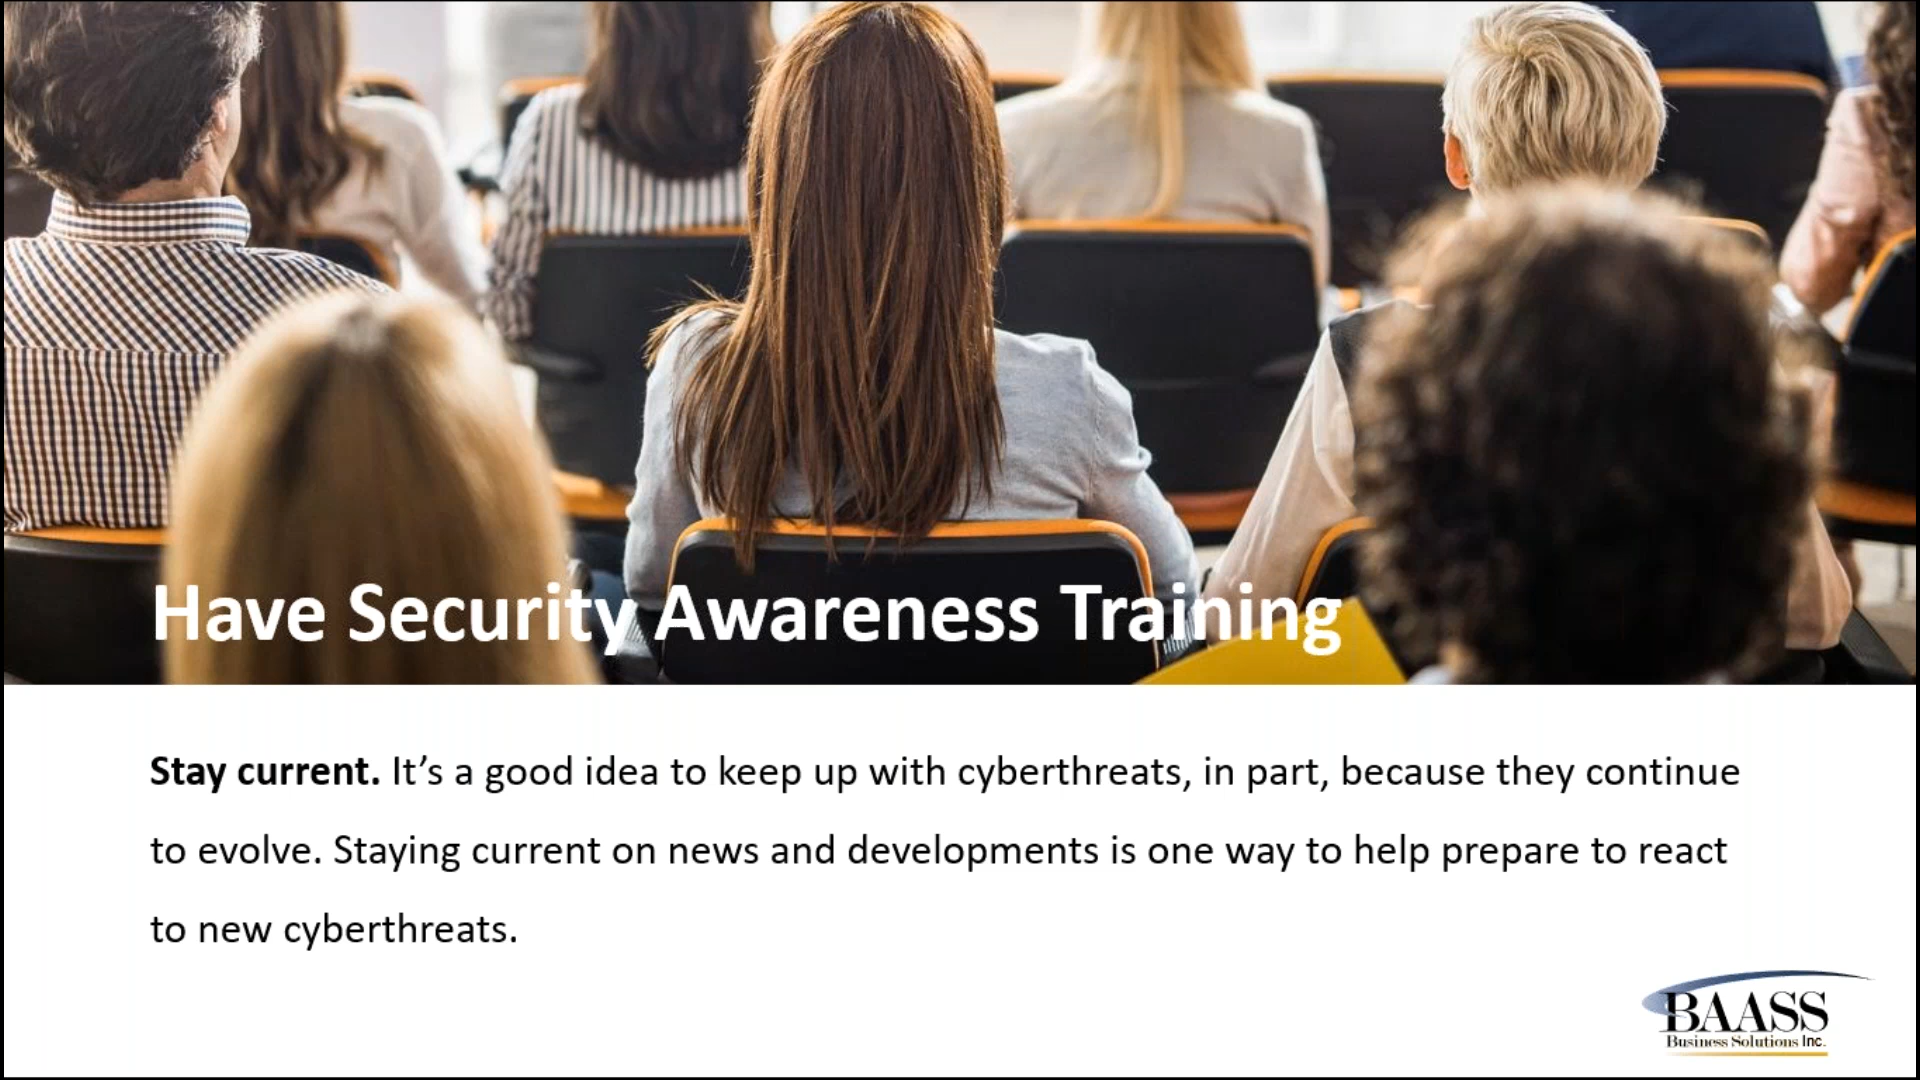 Have Security Awareness Training
Stay current. It’s a good idea to keep up with cyberthreats, in part, because they continue
to evolve. Staying current on news and developments is one way to help prepare to react
to new cyberthreats.
BAASS
Business Solutions Inc.